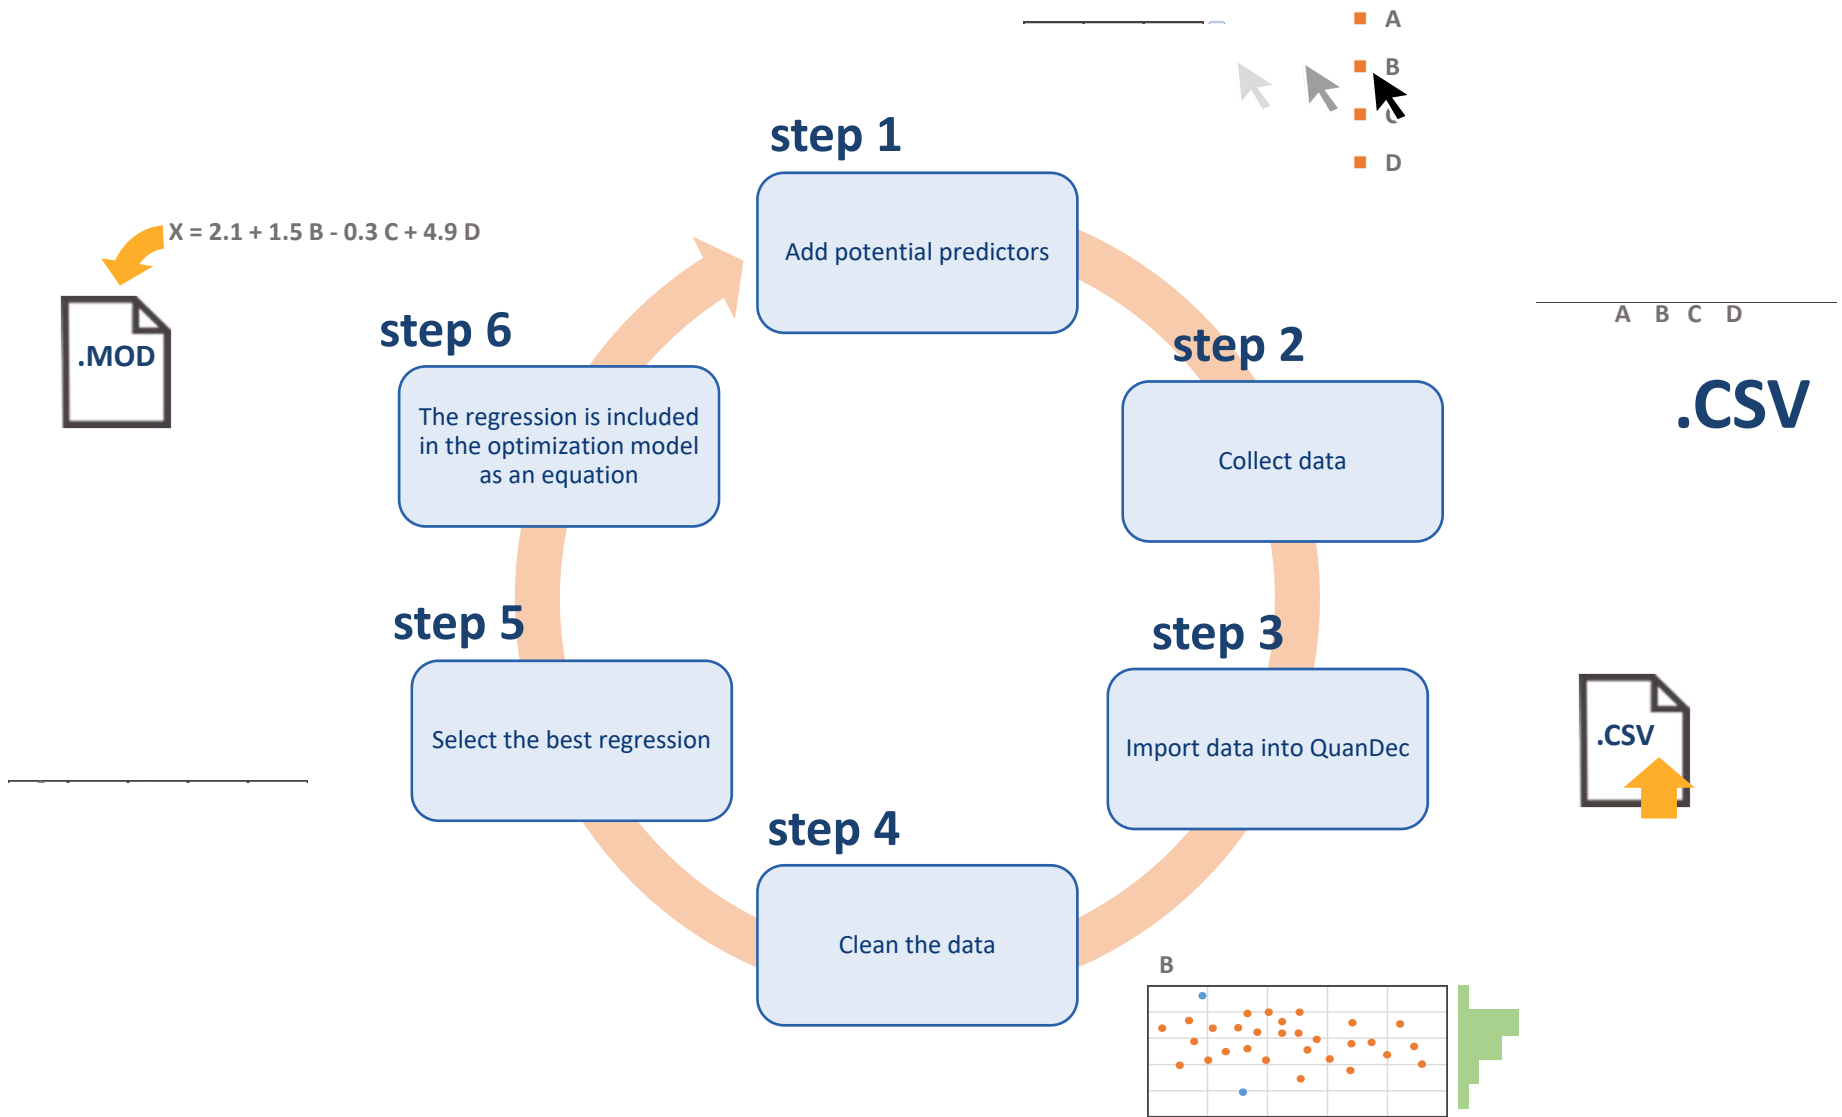 A
B
C
D
step 1
Add potential predictors
X = 2.1 + 1.5 B - 0.3 C + 4.9 D
.MOD
step 6
The regression is included
in the optimization model
as an equation
step 2
Collect data
A B C D
.CSV
step 5
Select the best regression
step 3
Import data into QuanDec
.CSV
step 4
Clean the data
B